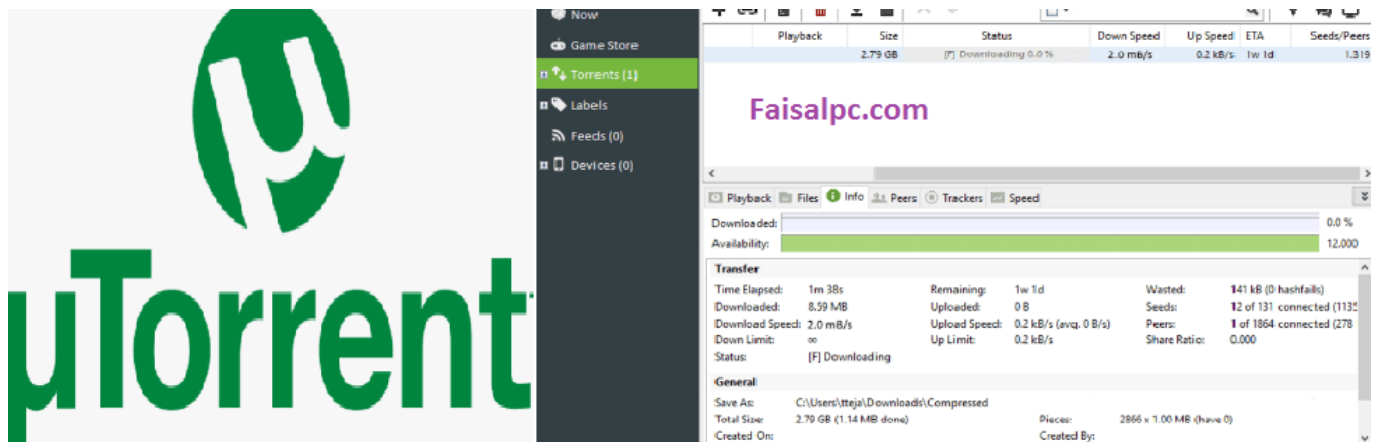 µTorrent
Now
Game Store
Torrents (1)
Labels
Feeds (0)
Devices (0)
Playback Size Status Down Speed Up Speed ETA Seeds/Peers
2.79 GB [F] Downloading 0.0 % 2.0 mB/s 0.2 kB/s 1w 1d 1.319
Faisalpc.com
Playback Files Info Peers Trackers Speed
Downloaded: 0.0 %
Availability: 12.000
Transfer
Time Elapsed: 1m 38s Remaining: 1w 1d Wasted: 141 kB (0 hashfails)
Downloaded: 8.59 MB Uploaded: 0 B Seeds: 12 of 131 connected (1135
Download Speed: 2.0 mB/s Upload Speed: 0.2 kB/s (avg. 0 B/s) Peers: 1 of 1864 connected (278
Down Limit: ∞ Up Limit: 0.2 kB/s Share Ratio: 0.000
Status: [F] Downloading
General
Save As: C:\Users\tteja\Downloads\Compressed
Total Size: 2.79 GB (1.14 MB done) Pieces: 2866 x 1.00 MB (have 0)
Created On: Created By: